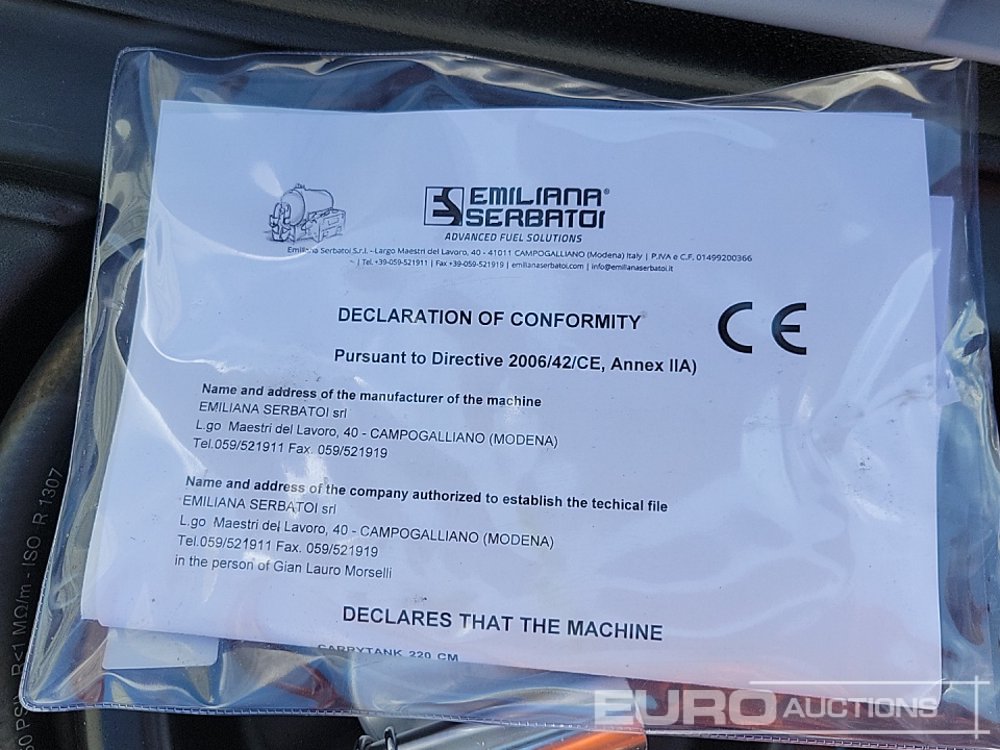 EMILIANA®
SERBATOI
ADVANCED FUEL SOLUTIONS
Emiliana Serbatoi S.r.l. - Largo Maestri del Lavoro, 40 - 41011 CAMPOGALLIANO (Modena) Italy | P.IVA e C.F. 01499200366
~ | Tel. +39-059-521911 | Fax +39-059-521919 | emilianaserbatoi.com | info@emilianaserbatoi.it
DECLARATION OF CONFORMITY
CE
Pursuant to Directive 2006/42/CE, Annex IIA)
Name and address of the manufacturer of the machine
EMILIANA SERBATOI srl
L.go Maestri del Lavoro, 40 - CAMPOGALLIANO (MODENA)
Tel.059/521911 Fax. 059/521919
Name and address of the company authorized to establish the techical file
EMILIANA SERBATOI srl
L.go Maestri del Lavoro, 40 - CAMPOGALLIANO (MODENA)
Tel.059/521911 Fax. 059/521919
in the person of Gian Lauro Morselli
DECLARES THAT THE MACHINE
CARRYTANK 220 CM
PSI - R<1 MΩ/m - ISO R 1307
EURO AUCTIONS